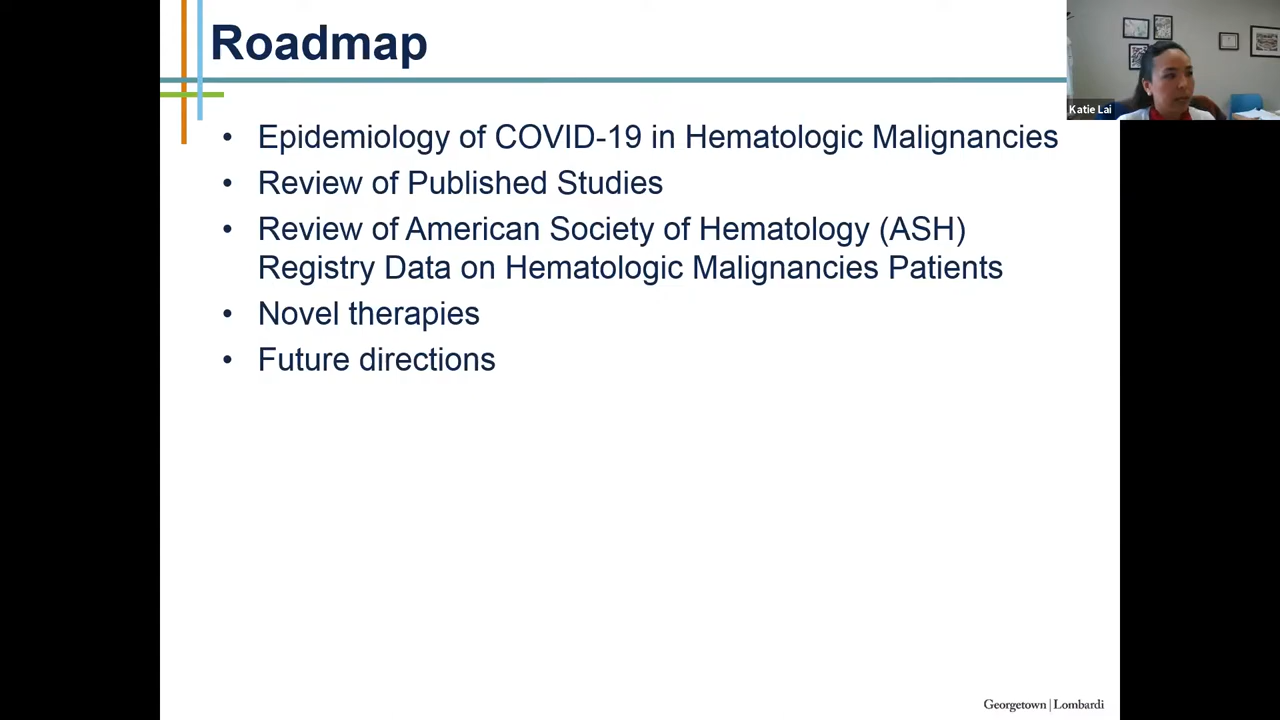 Roadmap
Katie Lai
• Epidemiology of COVID-19 in Hematologic Malignancies
• Review of Published Studies
• Review of American Society of Hematology (ASH)
Registry Data on Hematologic Malignancies Patients
• Novel therapies
• Future directions
Georgetown | Lombardi